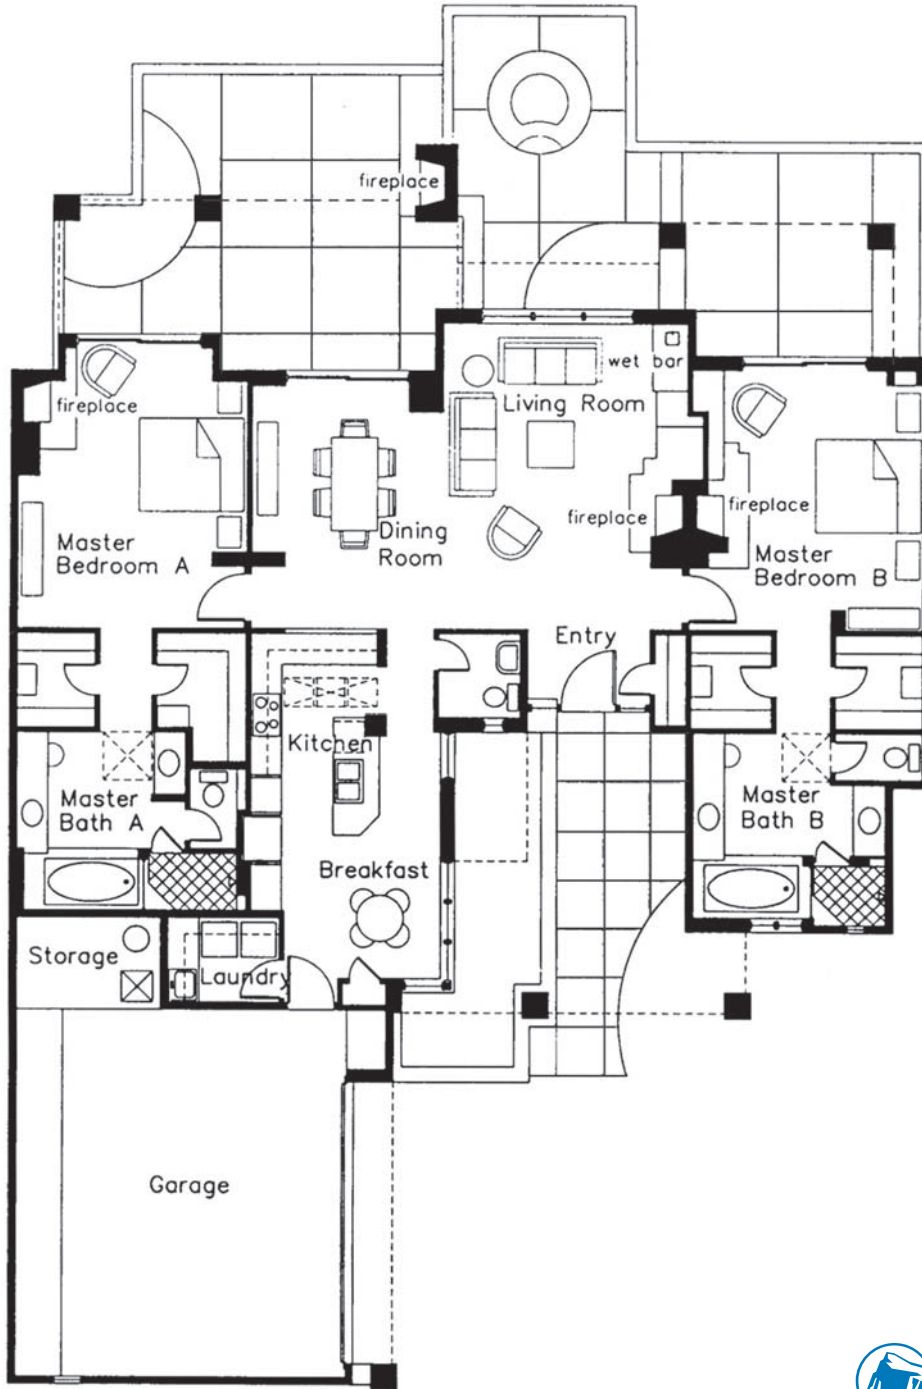 fireplace
wet bar
Living Room
fireplace
Dining
Room
fireplace
fireplace
Master
Bedroom A
Master
Bedroom B
Entry
Kitchen
Master
Bath A
Master
Bath B
Breakfast
Storage
Laundry
Garage